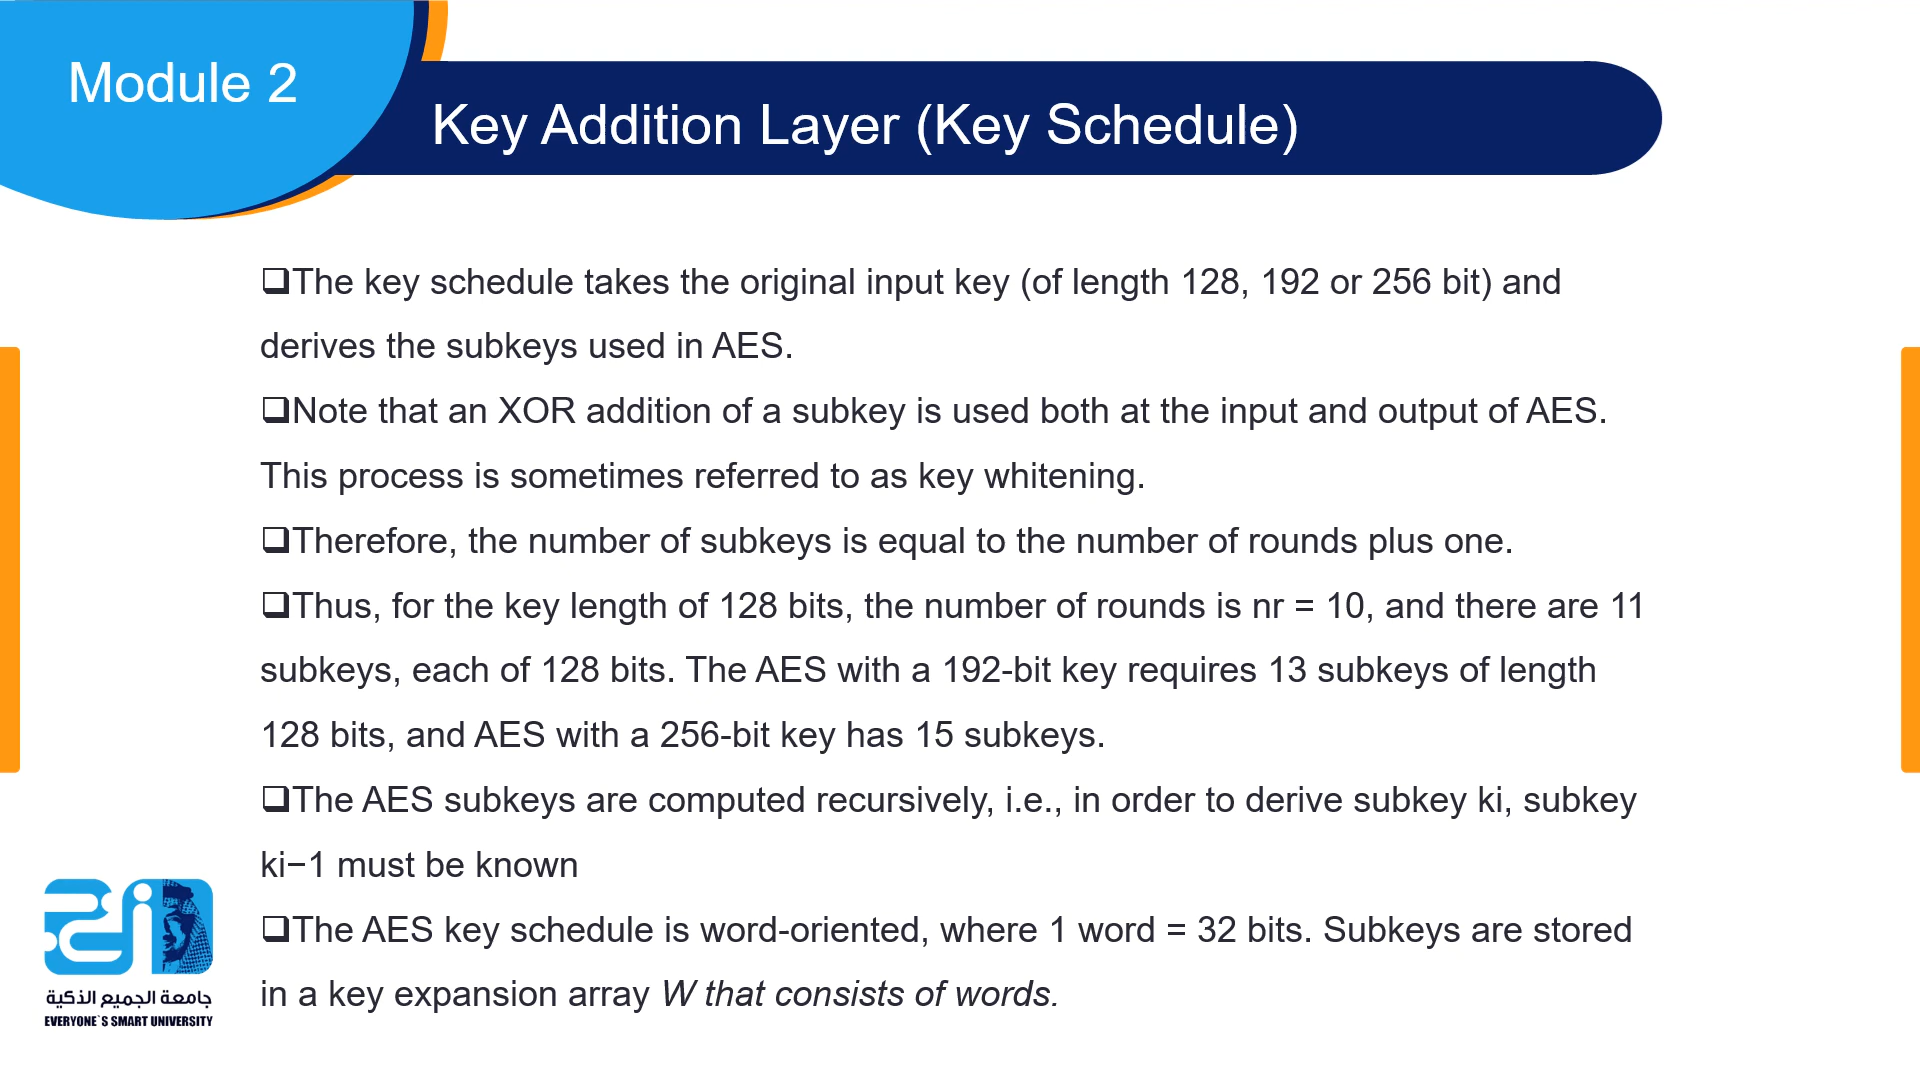 Module 2
Key Addition Layer (Key Schedule)
❑The key schedule takes the original input key (of length 128, 192 or 256 bit) and
derives the subkeys used in AES.
❑Note that an XOR addition of a subkey is used both at the input and output of AES.
This process is sometimes referred to as key whitening.
❑Therefore, the number of subkeys is equal to the number of rounds plus one.
❑Thus, for the key length of 128 bits, the number of rounds is nr = 10, and there are 11
subkeys, each of 128 bits. The AES with a 192-bit key requires 13 subkeys of length
128 bits, and AES with a 256-bit key has 15 subkeys.
❑The AES subkeys are computed recursively, i.e., in order to derive subkey ki, subkey
ki−1 must be known
❑The AES key schedule is word-oriented, where 1 word = 32 bits. Subkeys are stored
in a key expansion array W that consists of words.
جامعة الجميع الذكية
EVERYONE`S SMART UNIVERSITY